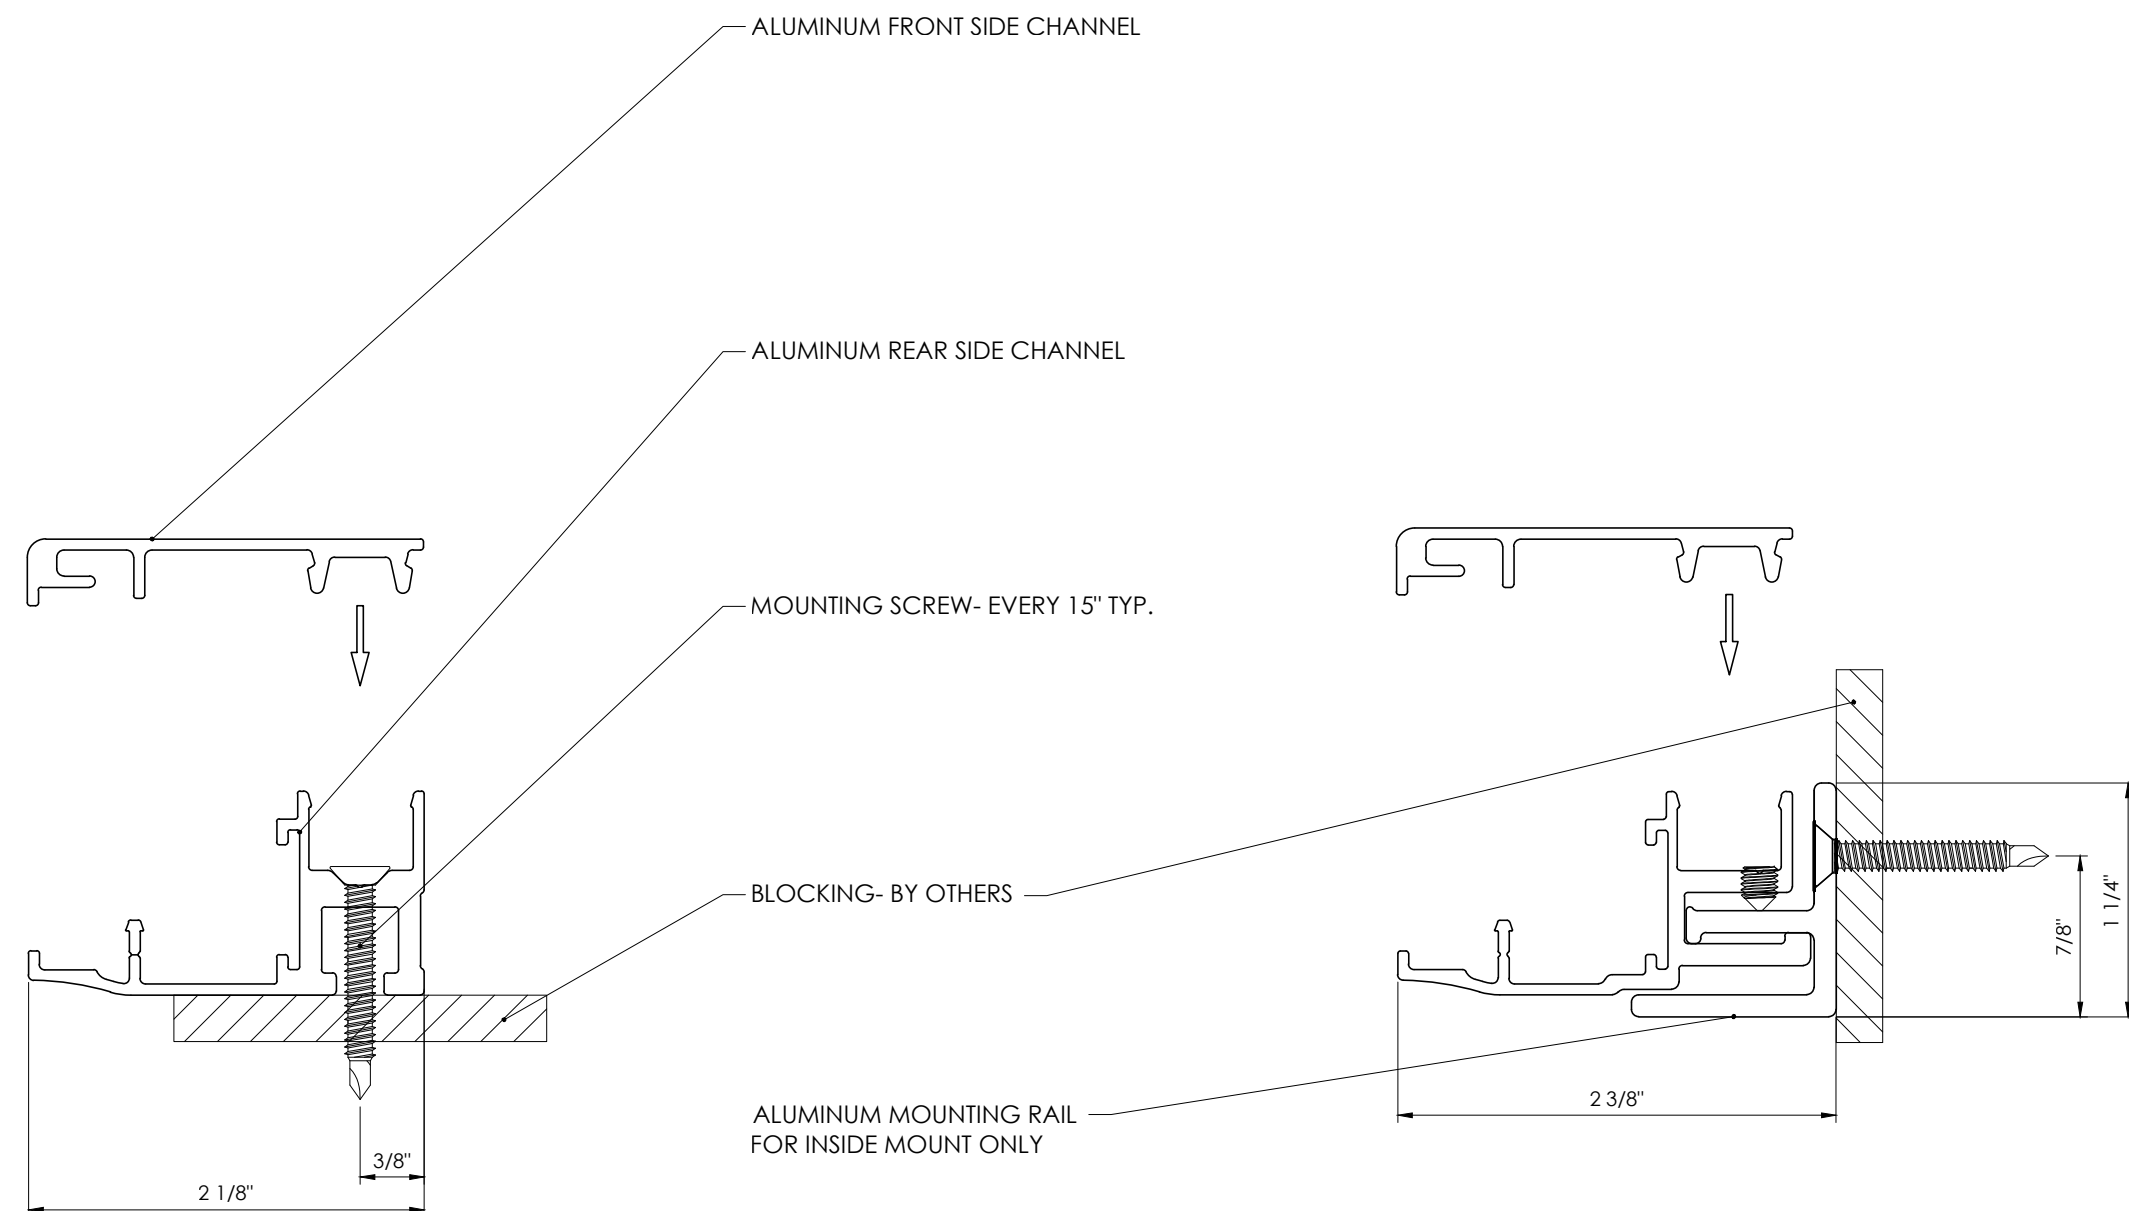 ALUMINUM FRONT SIDE CHANNEL
ALUMINUM REAR SIDE CHANNEL
MOUNTING SCREW- EVERY 15" TYP.
BLOCKING- BY OTHERS
ALUMINUM MOUNTING RAIL
FOR INSIDE MOUNT ONLY
3/8"
2 1/8"
2 3/8"
7/8"
1 1/4"